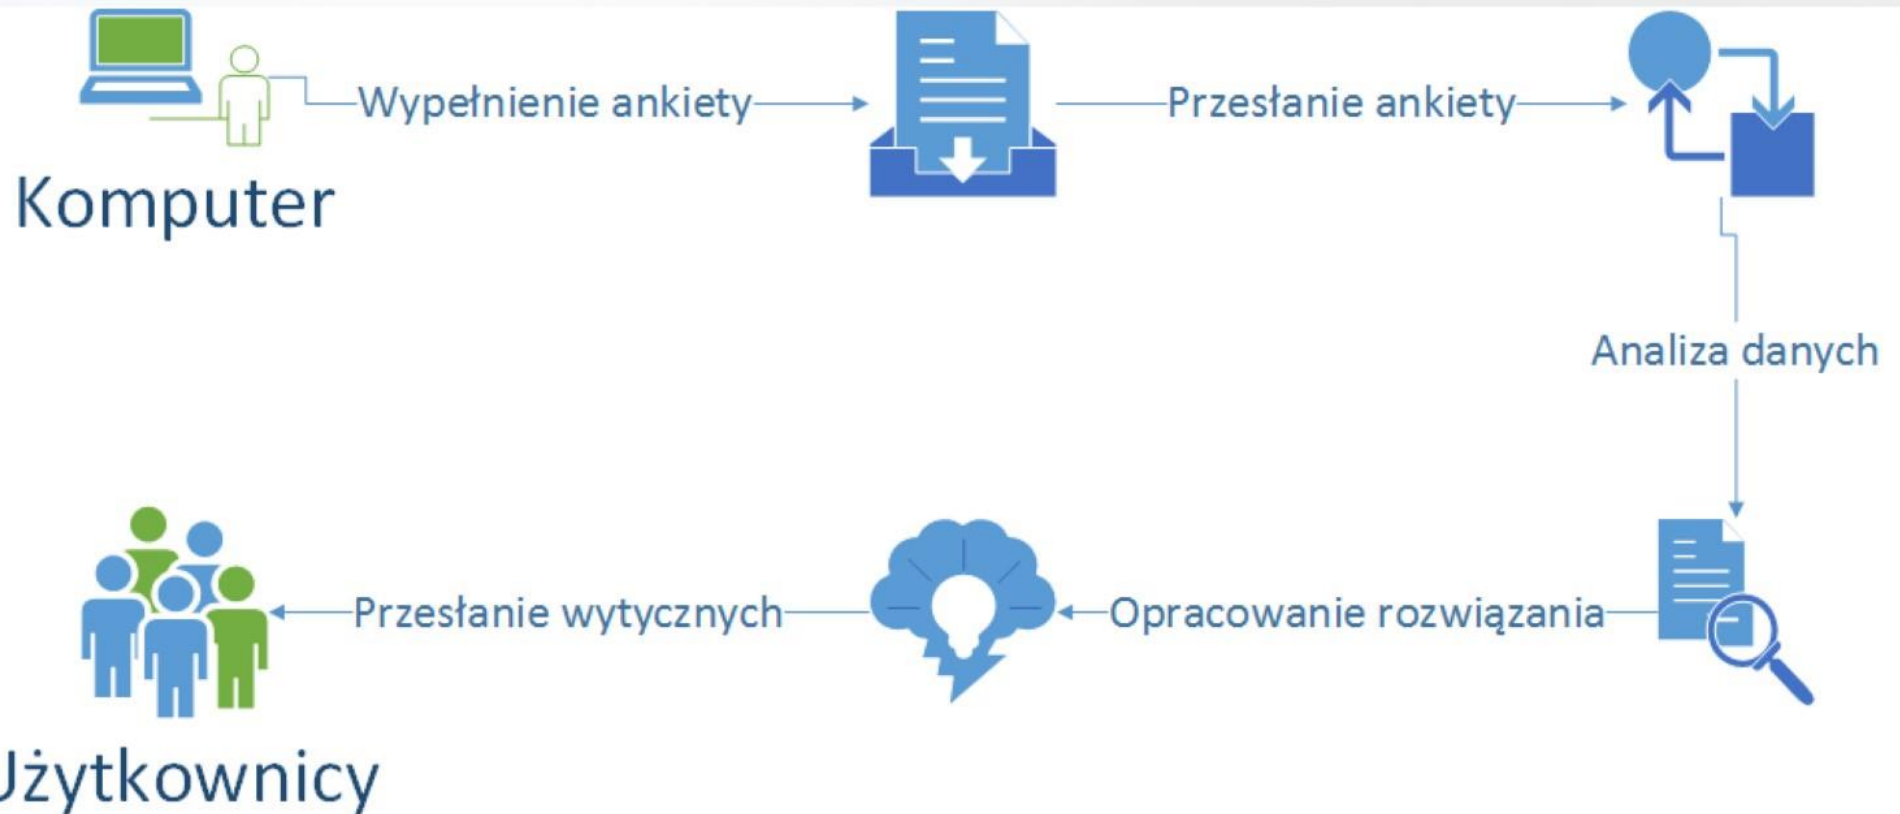 Wypełnienie ankiety
Przesłanie ankiety
Komputer
Analiza danych
Opracowanie rozwiązania
Przesłanie wytycznych
Użytkownicy